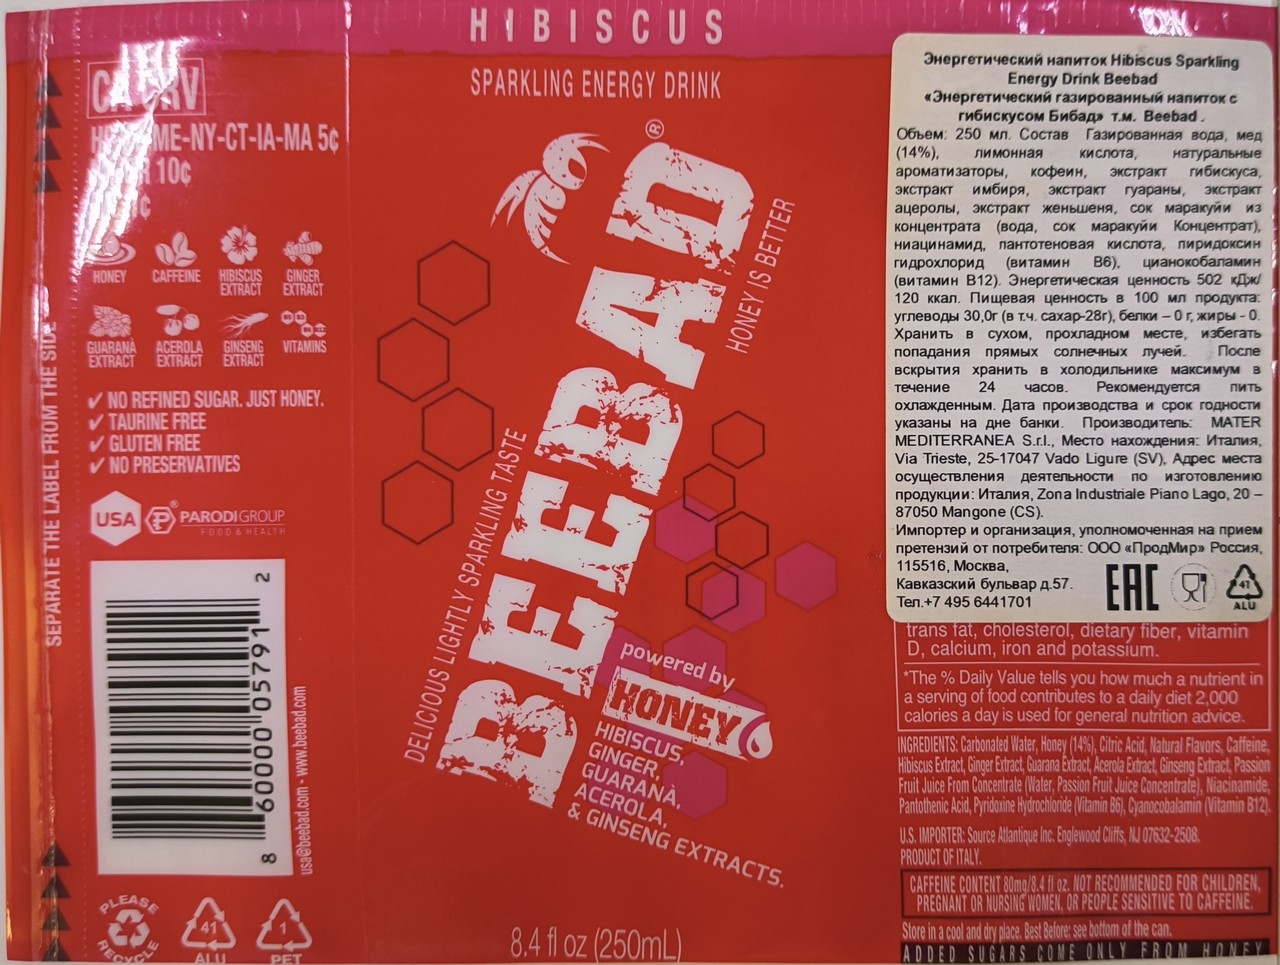 HIBISCUS
SPARKLING ENERGY DRINK
BEEBAD®
HONEY IS BETTER
DELICIOUS LIGHTLY SPARKLING TASTE
powered by
HONEY
HIBISCUS,
GINGER,
GUARANÀ,
ACEROLA,
& GINSENG EXTRACTS.
8.4 fl oz (250mL)
SEPARATE THE LABEL FROM THE
ME-NY-CT-IA-MA 5¢
10¢
HONEY
CAFFEINE
HIBISCUS
EXTRACT
GINGER
EXTRACT
GUARANÀ
EXTRACT
ACEROLA
EXTRACT
GINSENG
EXTRACT
VITAMINS
✓ NO REFINED SUGAR. JUST HONEY.
✓ TAURINE FREE
✓ GLUTEN FREE
✓ NO PRESERVATIVES
USA
PARODIGROUP
FOOD & HEALTH
8 60000 05791 2
usa@beebad.com - www.beebad.com
PLEASE
RECYCLE
41
ALU
1
PET
Энергетический напиток Hibiscus Sparkling
Energy Drink Beebad
«Энергетический газированный напиток с
гибискусом Бибад» т.м. Beebad .
Объем: 250 мл. Состав Газированная вода, мед
(14%), лимонная кислота, натуральные
ароматизаторы, кофеин, экстракт гибискуса,
экстракт имбиря, экстракт гуараны, экстракт
ацеролы, экстракт женьшеня, сок маракуйи из
концентрата (вода, сок маракуйи Концентрат),
ниацинамид, пантотеновая кислота, пиридоксин
гидрохлорид (витамин В6), цианокобаламин
(витамин В12). Энергетическая ценность 502 кДж/
120 ккал. Пищевая ценность в 100 мл продукта:
углеводы 30,0г (в т.ч. сахар-28г), белки – 0 г, жиры - 0.
Хранить в сухом, прохладном месте, избегать
попадания прямых солнечных лучей. После
вскрытия хранить в холодильнике максимум в
течение 24 часов. Рекомендуется пить
охлажденным. Дата производства и срок годности
указаны на дне банки. Производитель: MATER
MEDITERRANEA S.r.l., Место нахождения: Италия,
Via Trieste, 25-17047 Vado Ligure (SV), Адрес места
осуществления деятельности по изготовлению
продукции: Италия, Zona Industriale Piano Lago, 20 –
87050 Mangone (CS).
Импортер и организация, уполномоченная на прием
претензий от потребителя: ООО «ПродМир» Россия,
115516, Москва,
Кавказский бульвар д.57.
Тел.+7 495 6441701
EAC
41
ALU
trans fat, cholesterol, dietary fiber, vitamin
D, calcium, iron and potassium.
*The % Daily Value tells you how much a nutrient in
a serving of food contributes to a daily diet 2,000
calories a day is used for general nutrition advice.
INGREDIENTS: Carbonated Water, Honey (14%), Citric Acid, Natural Flavors, Caffeine,
Hibiscus Extract, Ginger Extract, Guarana Extract, Acerola Extract, Ginseng Extract, Passion
Fruit Juice From Concentrate (Water, Passion Fruit Juice Concentrate), Niacinamide,
Pantothenic Acid, Pyridoxine Hydrochloride (Vitamin B6), Cyanocobalamin (Vitamin B12).
U.S. IMPORTER: Source Atlantique Inc. Englewood Cliffs, NJ 07632-2508.
PRODUCT OF ITALY.
CAFFEINE CONTENT 80mg/8.4 fl oz. NOT RECOMMENDED FOR CHILDREN,
PREGNANT OR NURSING WOMEN, OR PEOPLE SENSITIVE TO CAFFEINE.
Store in a cool and dry place. Best Before: see bottom of the can.
ADDED SUGARS COME ONLY FROM HONEY